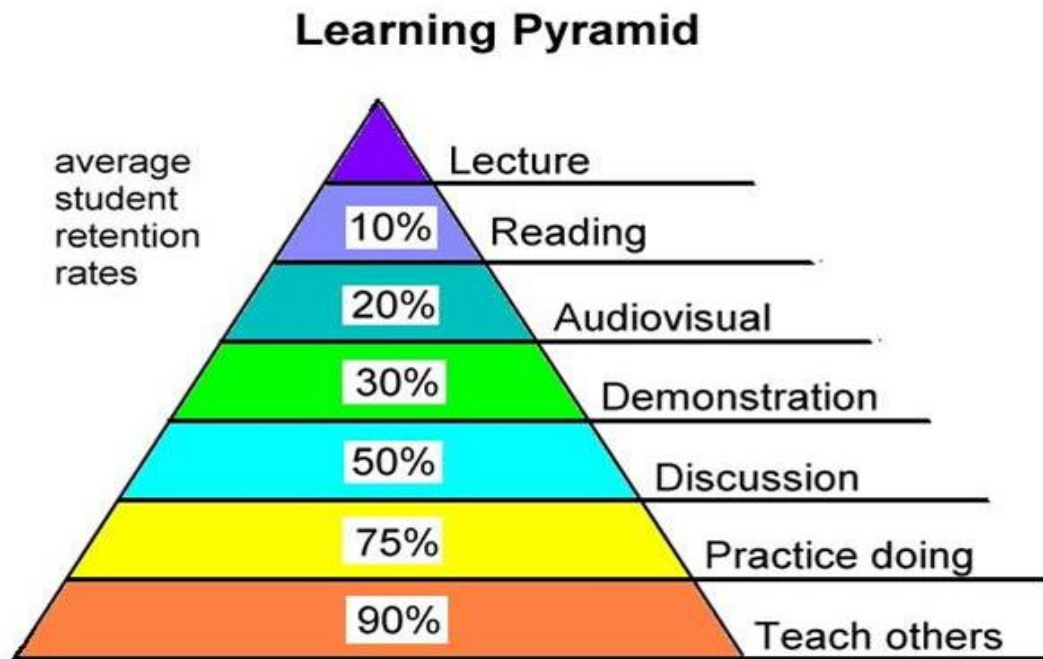 Learning Pyramid
average
student
retention
rates
Lecture
10% Reading
20% Audiovisual
30% Demonstration
50% Discussion
75% Practice doing
90% Teach others